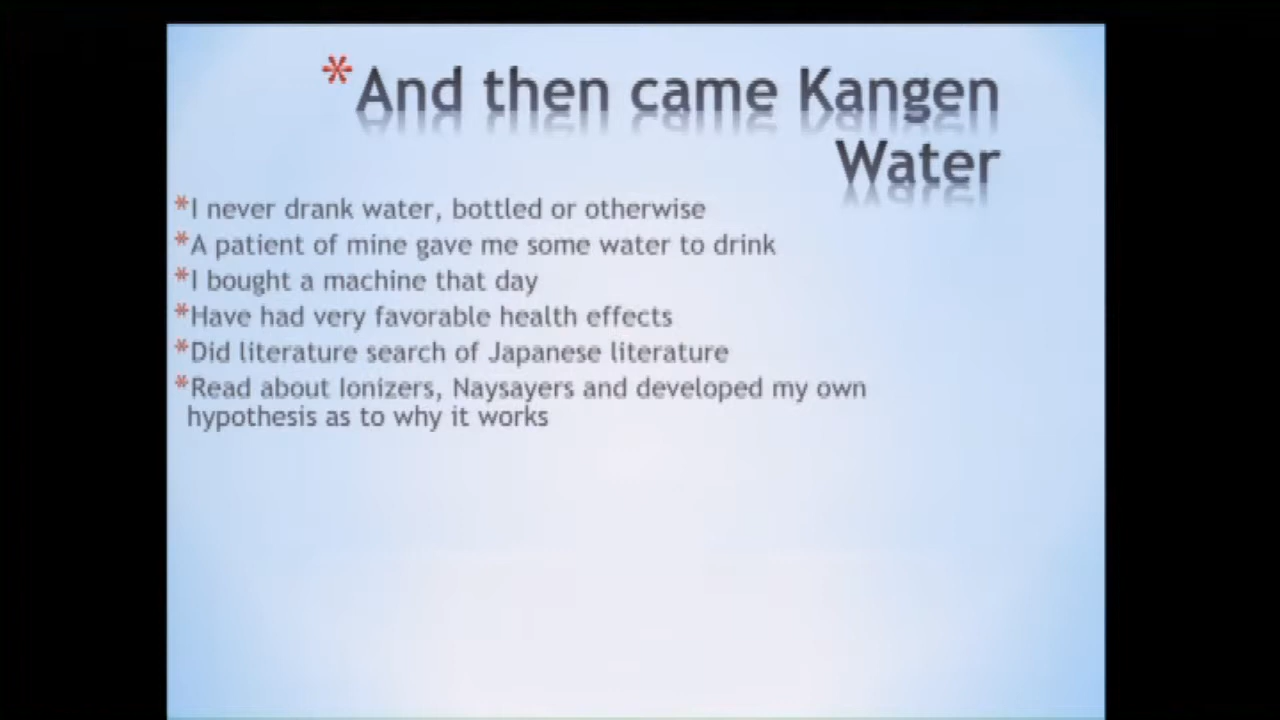 *And then came Kangen
Water
*I never drank water, bottled or otherwise
*A patient of mine gave me some water to drink
*I bought a machine that day
*Have had very favorable health effects
*Did literature search of Japanese literature
*Read about Ionizers, Naysayers and developed my own
hypothesis as to why it works